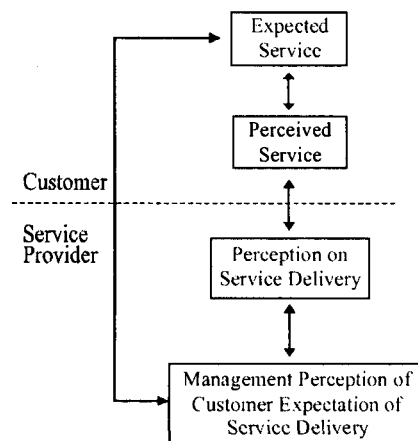 Expected
Service
Perceived
Service
Customer
Service
Provider
Perception on
Service Delivery
Management Perception of
Customer Expectation of
Service Delivery